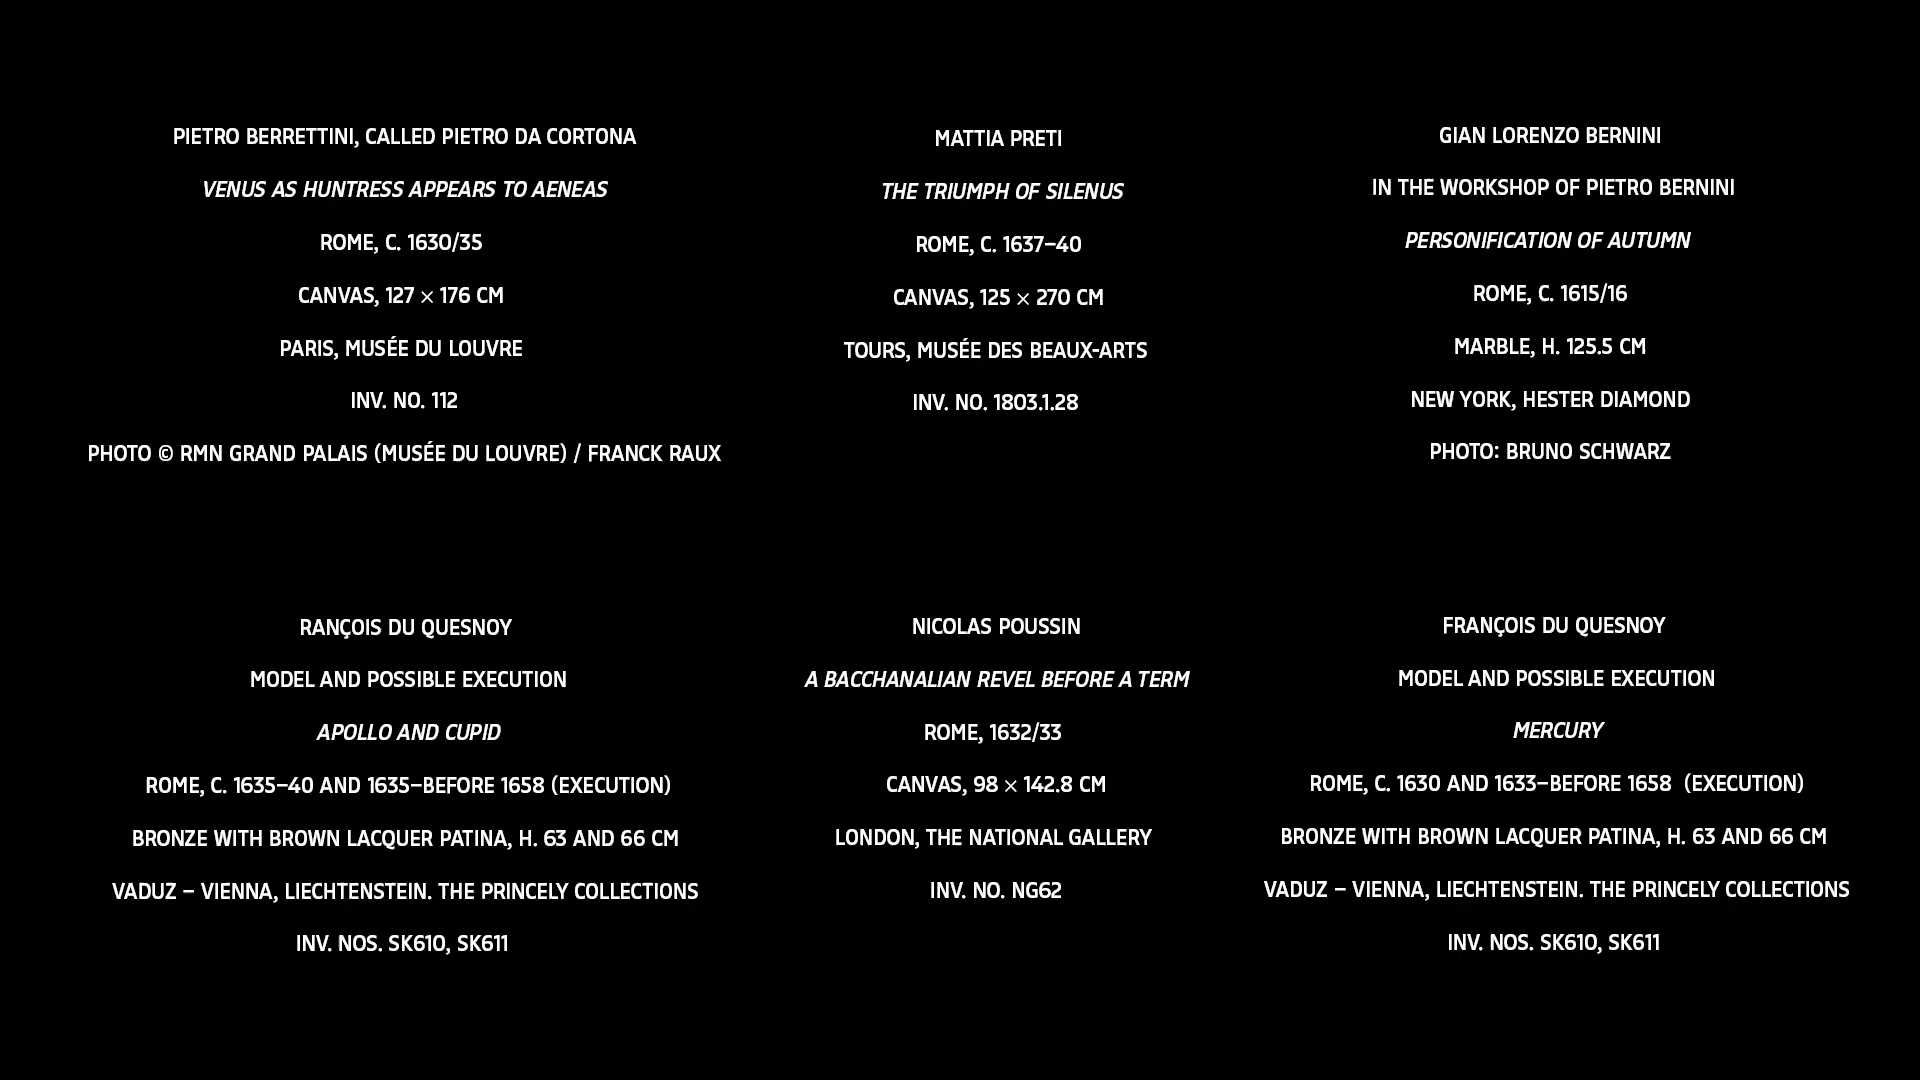 PIETRO BERRETTINI, CALLED PIETRO DA CORTONA
VENUS AS HUNTRESS APPEARS TO AENEAS
ROME, C. 1630/35
CANVAS, 127 × 176 CM
PARIS, MUSÉE DU LOUVRE
INV. NO. 112
PHOTO © RMN GRAND PALAIS (MUSÉE DU LOUVRE) / FRANCK RAUX
MATTIA PRETI
THE TRIUMPH OF SILENUS
ROME, C. 1637–40
CANVAS, 125 × 270 CM
TOURS, MUSÉE DES BEAUX-ARTS
INV. NO. 1803.1.28
GIAN LORENZO BERNINI
IN THE WORKSHOP OF PIETRO BERNINI
PERSONIFICATION OF AUTUMN
ROME, C. 1615/16
MARBLE, H. 125.5 CM
NEW YORK, HESTER DIAMOND
PHOTO: BRUNO SCHWARZ
RANÇOIS DU QUESNOY
MODEL AND POSSIBLE EXECUTION
APOLLO AND CUPID
ROME, C. 1635–40 AND 1635–BEFORE 1658 (EXECUTION)
BRONZE WITH BROWN LACQUER PATINA, H. 63 AND 66 CM
VADUZ – VIENNA, LIECHTENSTEIN. THE PRINCELY COLLECTIONS
INV. NOS. SK610, SK611
NICOLAS POUSSIN
A BACCHANALIAN REVEL BEFORE A TERM
ROME, 1632/33
CANVAS, 98 × 142.8 CM
LONDON, THE NATIONAL GALLERY
INV. NO. NG62
FRANÇOIS DU QUESNOY
MODEL AND POSSIBLE EXECUTION
MERCURY
ROME, C. 1630 AND 1633–BEFORE 1658 (EXECUTION)
BRONZE WITH BROWN LACQUER PATINA, H. 63 AND 66 CM
VADUZ – VIENNA, LIECHTENSTEIN. THE PRINCELY COLLECTIONS
INV. NOS. SK610, SK611